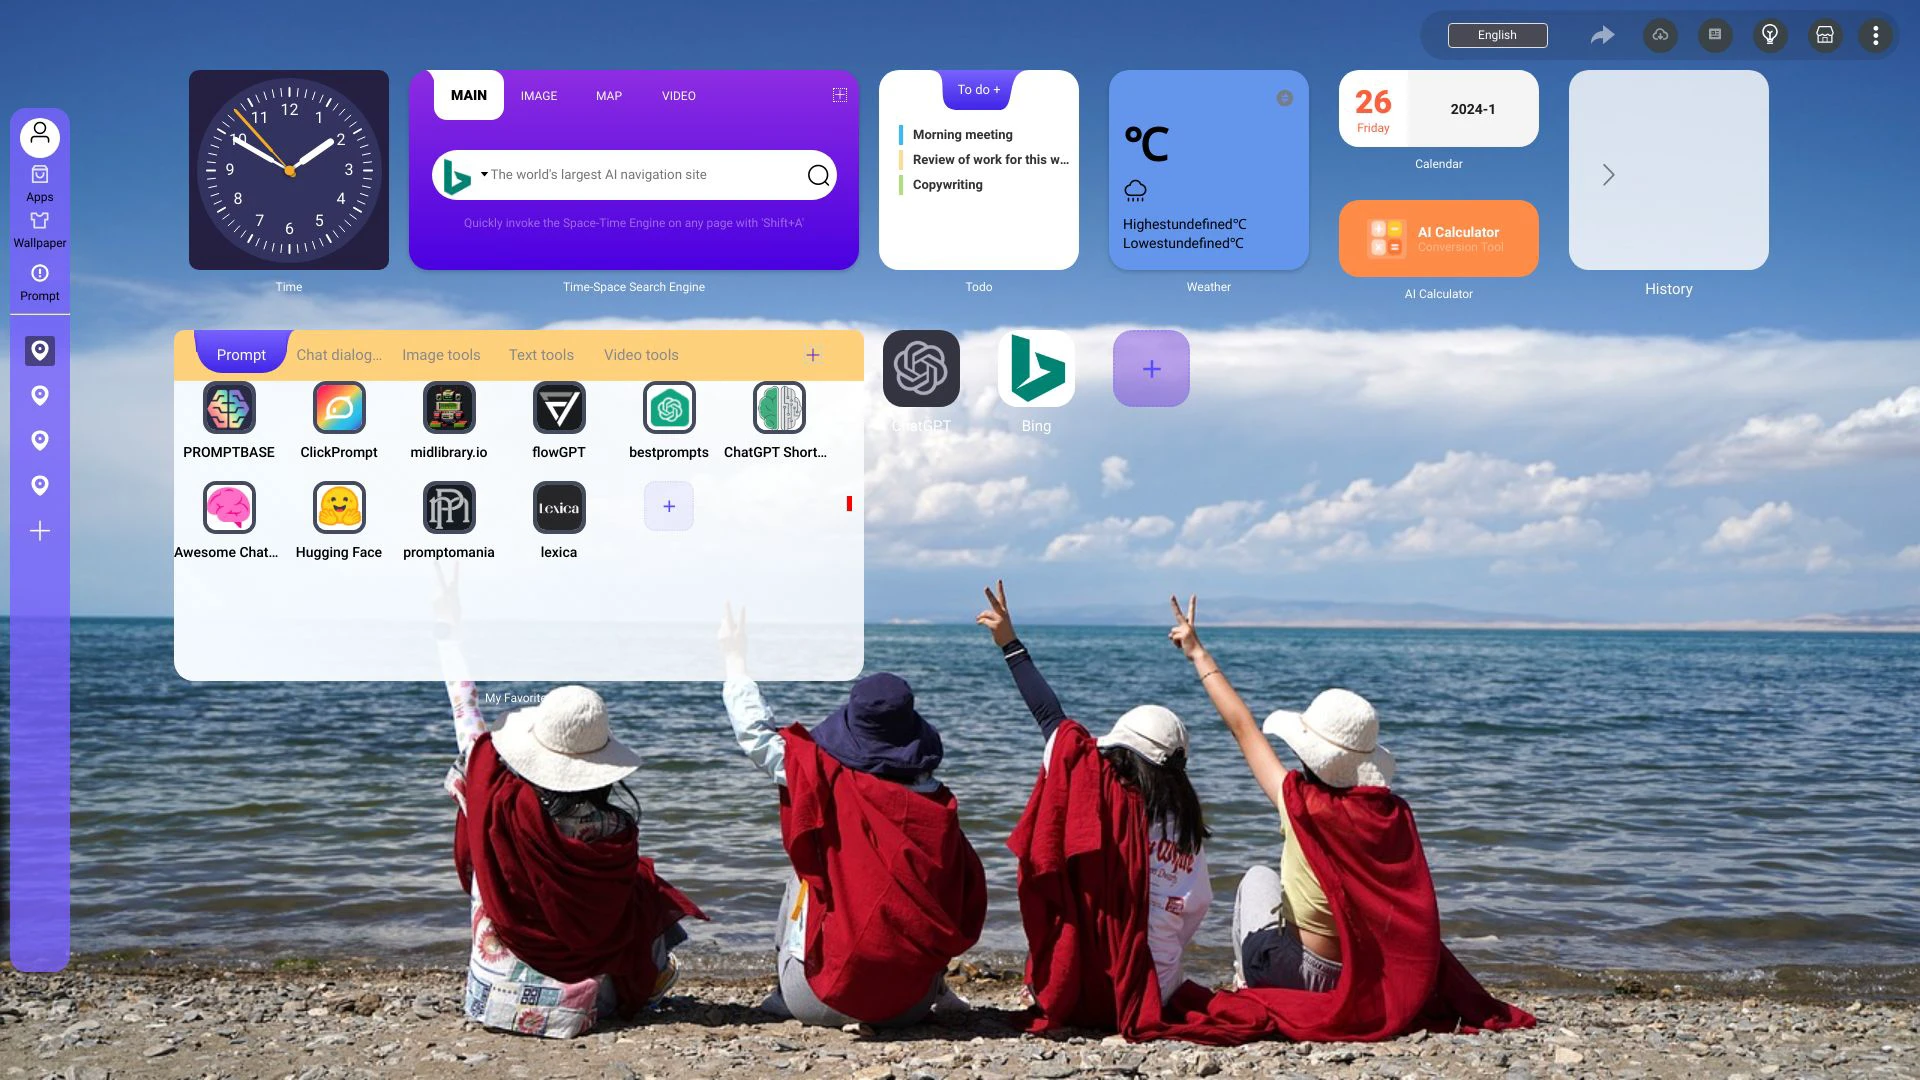 English
12
1
2
3
4
5
6
7
8
9
10
11
Time
MAIN
IMAGE
MAP
VIDEO
The world's largest AI navigation site
Quickly invoke the Space-Time Engine on any page with 'Shift+A'
Time-Space Search Engine
To do +
Morning meeting
Review of work for this w...
Copywriting
Todo
°C
Highestundefined°C
Lowestundefined°C
Weather
26
Friday
2024-1
Calendar
AI Calculator
Conversion Tool
AI Calculator
History
Apps
Wallpaper
Prompt
Prompt
Chat dialog...
Image tools
Text tools
Video tools
PROMPTBASE
ClickPrompt
midlibrary.io
flowGPT
bestprompts
ChatGPT Short...
Lexica
Awesome Chat...
Hugging Face
promptomania
lexica
My Favorite
ChatGPT
Bing